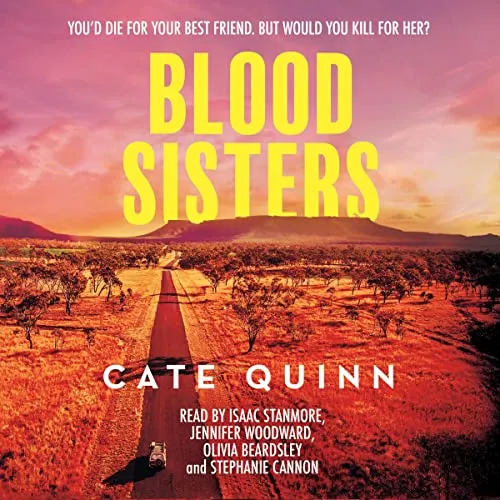 YOU'D DIE FOR YOUR BEST FRIEND. BUT WOULD YOU KILL FOR HER?
BLOOD
SISTERS
CATE QUINN
READ BY ISAAC STANMORE,
JENNIFER WOODWARD,
OLIVIA BEARDSLEY
and STEPHANIE CANNON